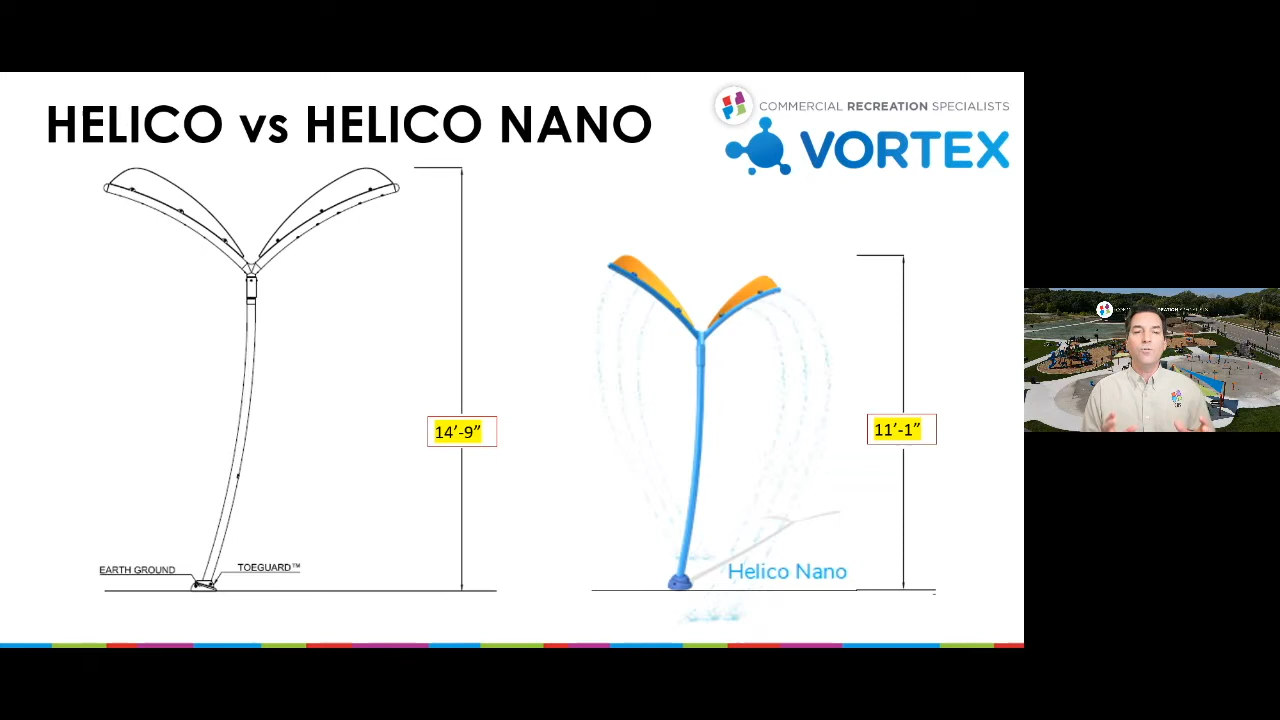 HELICO vs HELICO NANO
COMMERCIAL RECREATION SPECIALISTS
VORTEX
14'-9"
11'-1"
EARTH GROUND
TOEGUARD™
Helico Nano